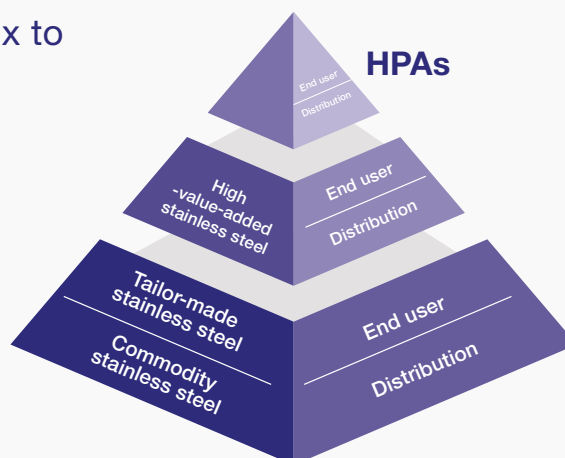 x to
HPAs
End user
Distribution
High
-value-added
stainless steel
End user
Distribution
Tailor-made
stainless steel
Commodity
stainless steel
End user
Distribution